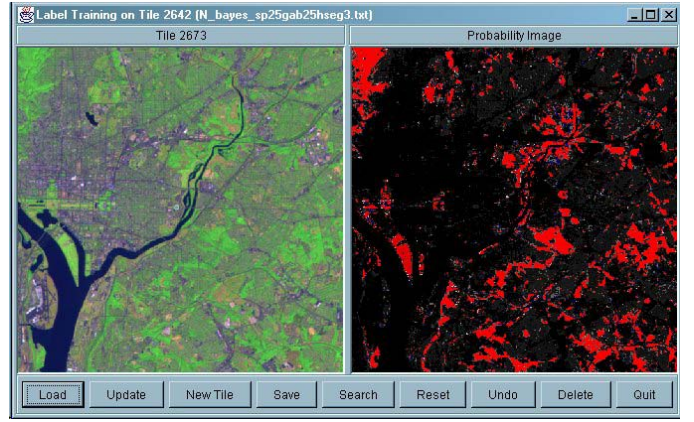 Label Training on Tile 2642 (N_bayes_sp25gab25hseg3.txt)
Tile 2673
Probability Image
Load
Update
New Tile
Save
Search
Reset
Undo
Delete
Quit